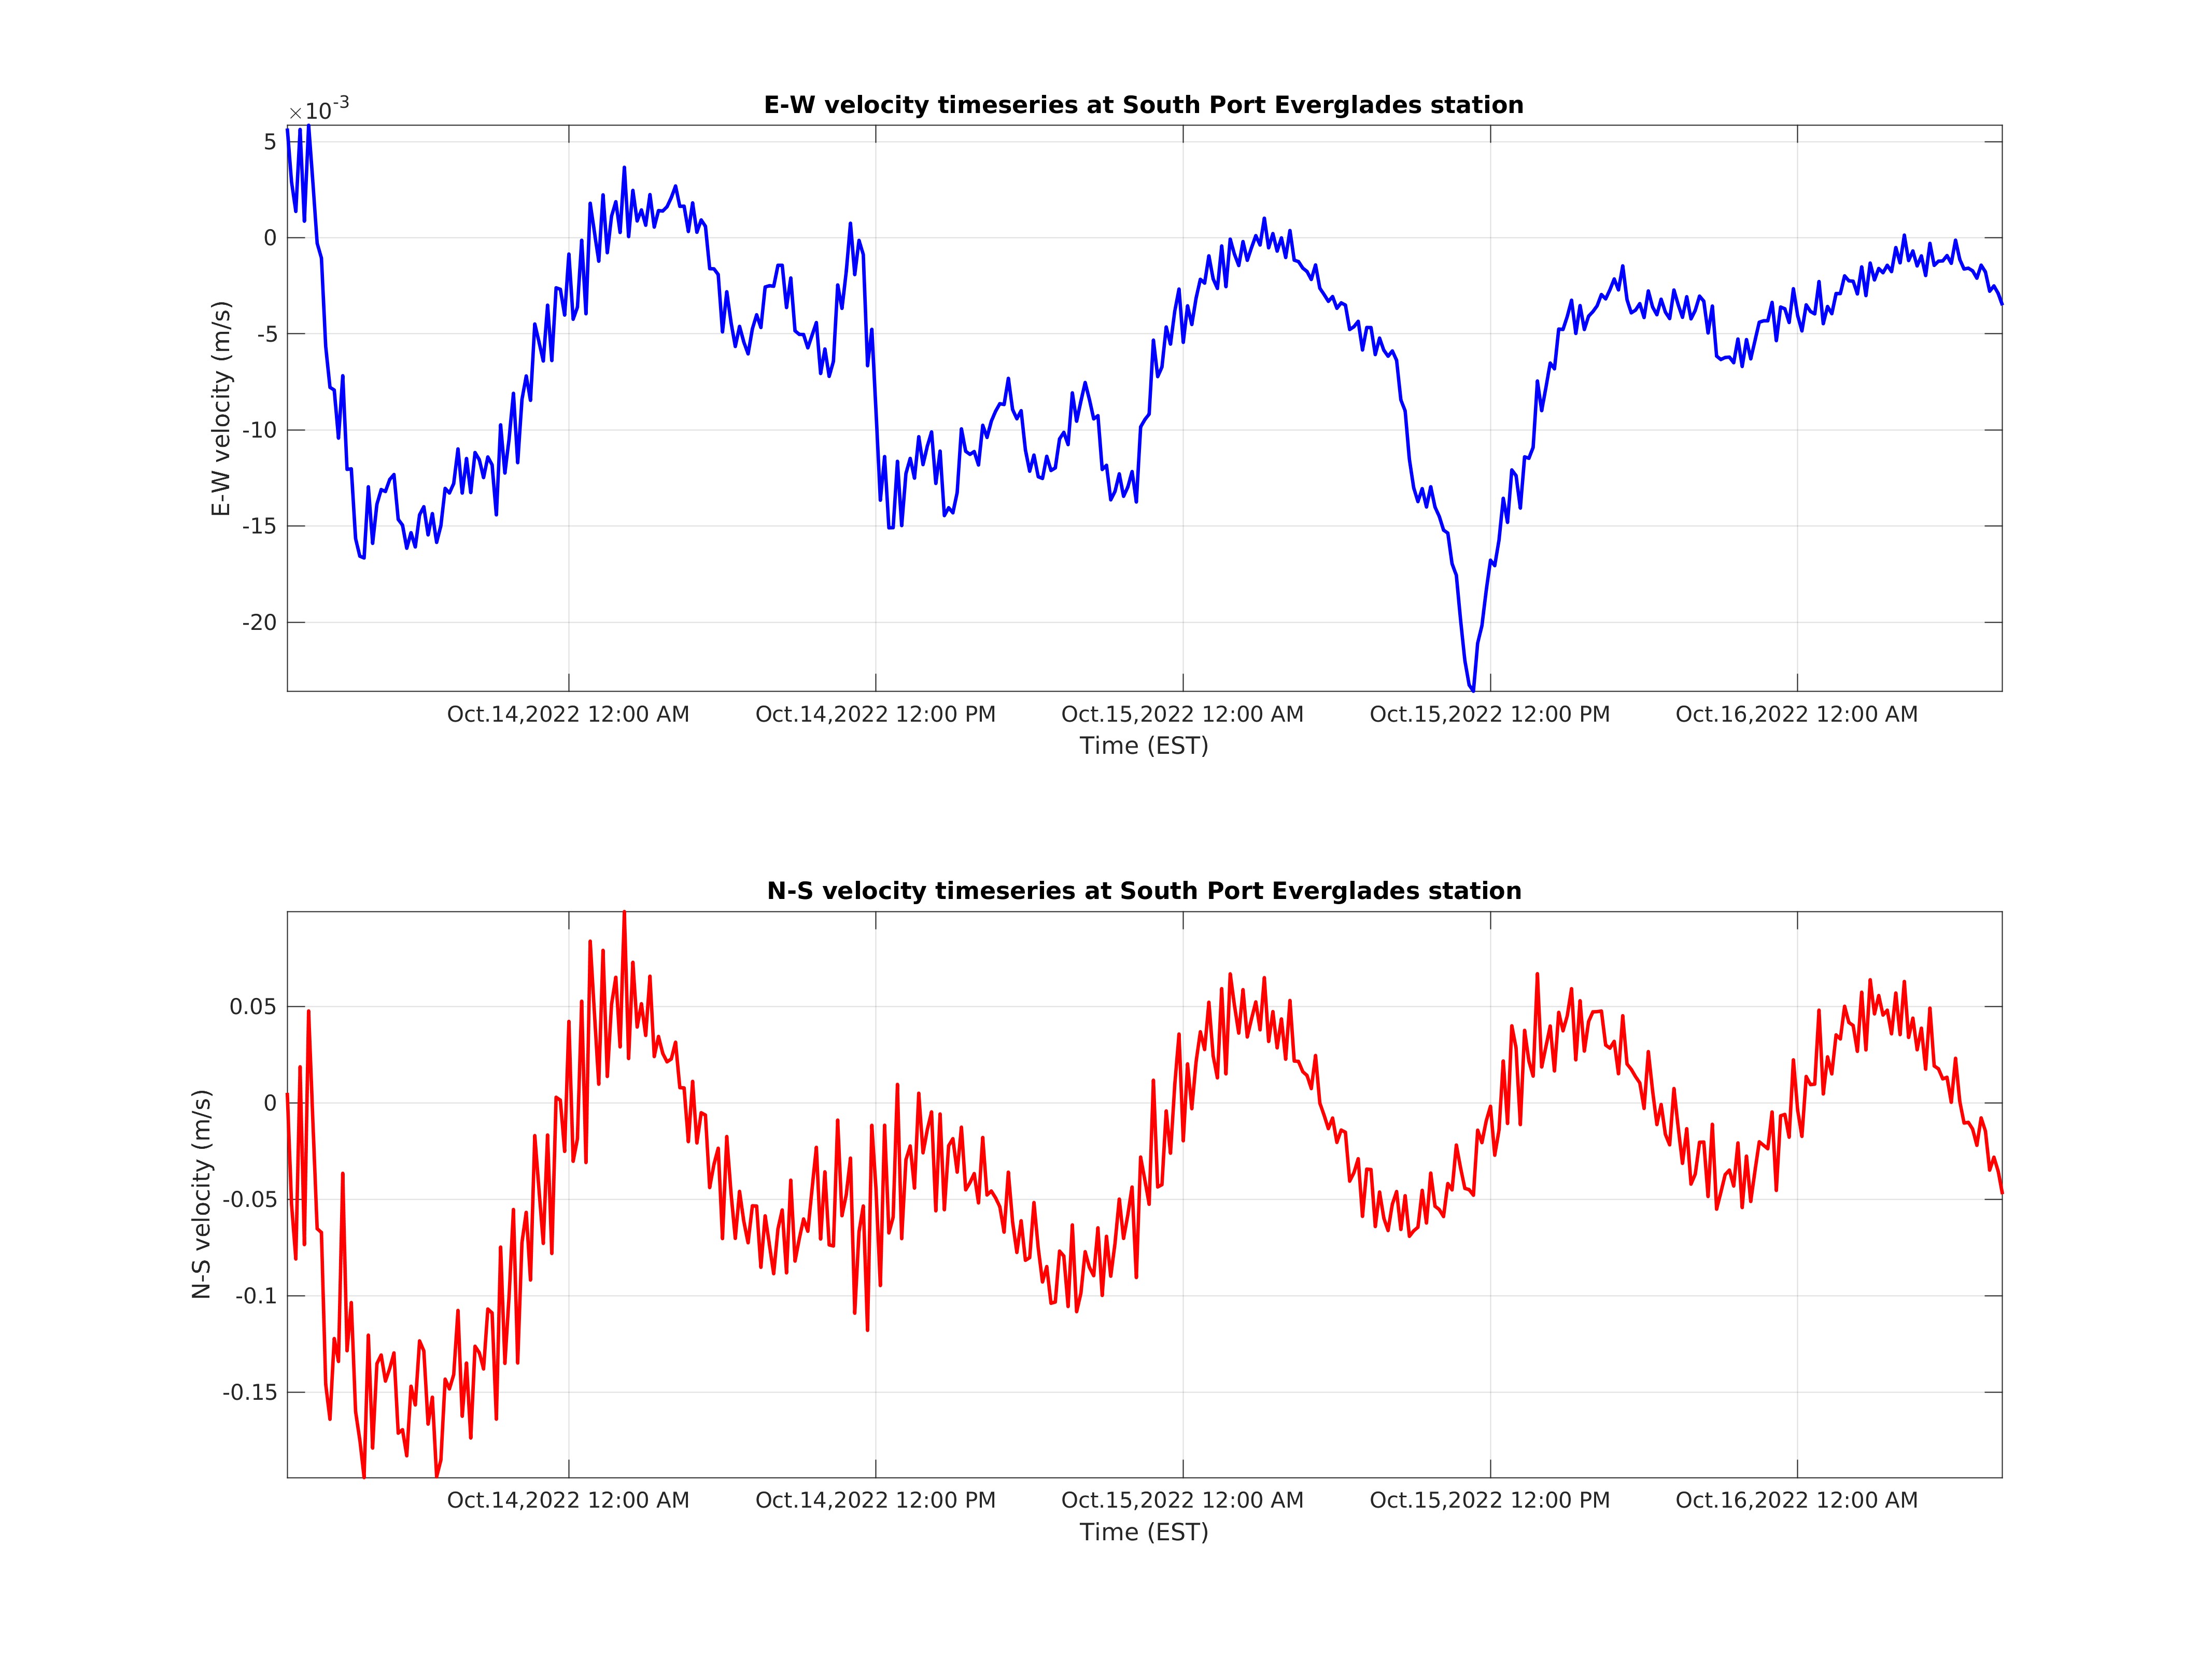 E-W velocity timeseries at South Port Everglades station
×10-3
5
0
-5
-10
-15
-20
E-W velocity (m/s)
Oct.14,2022 12:00 AM Oct.14,2022 12:00 PM Oct.15,2022 12:00 AM Oct.15,2022 12:00 PM Oct.16,2022 12:00 AM
Time (EST)
N-S velocity timeseries at South Port Everglades station
0.05
0
-0.05
-0.1
-0.15
N-S velocity (m/s)
Oct.14,2022 12:00 AM Oct.14,2022 12:00 PM Oct.15,2022 12:00 AM Oct.15,2022 12:00 PM Oct.16,2022 12:00 AM
Time (EST)